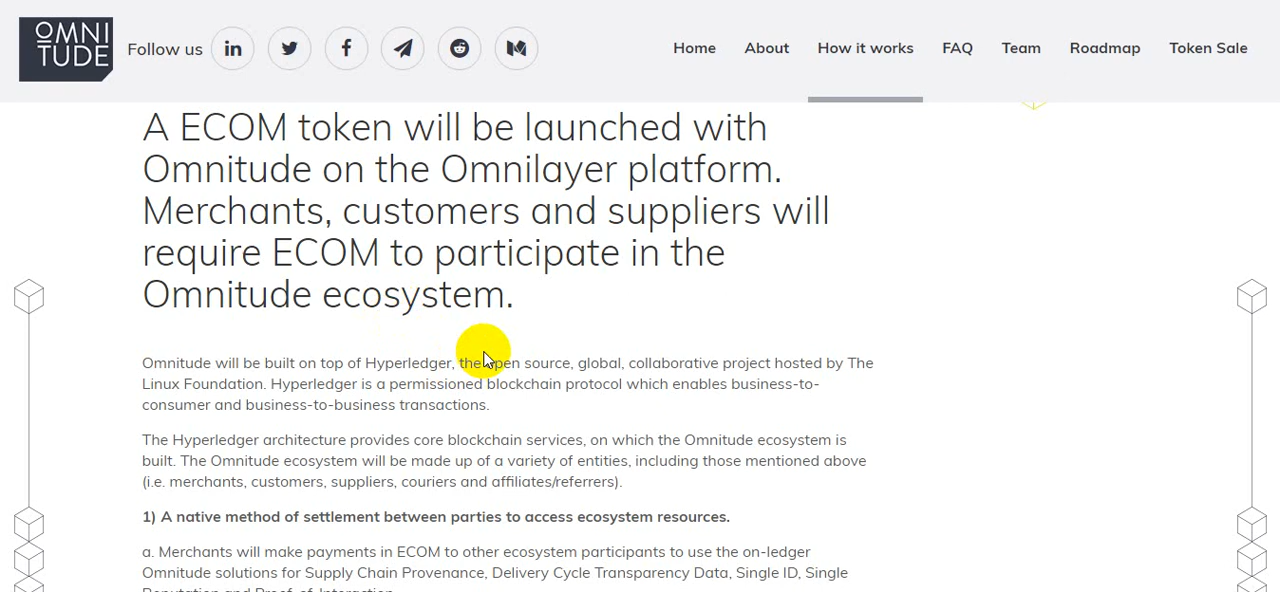 OMNI
TUDE
Follow us
Home About How it works FAQ Team Roadmap Token Sale
A ECOM token will be launched with
Omnitude on the Omnilayer platform.
Merchants, customers and suppliers will
require ECOM to participate in the
Omnitude ecosystem.
Omnitude will be built on top of Hyperledger, the open source, global, collaborative project hosted by The
Linux Foundation. Hyperledger is a permissioned blockchain protocol which enables business-to-
consumer and business-to-business transactions.
The Hyperledger architecture provides core blockchain services, on which the Omnitude ecosystem is
built. The Omnitude ecosystem will be made up of a variety of entities, including those mentioned above
(i.e. merchants, customers, suppliers, couriers and affiliates/referrers).
1) A native method of settlement between parties to access ecosystem resources.
a. Merchants will make payments in ECOM to other ecosystem participants to use the on-ledger
Omnitude solutions for Supply Chain Provenance, Delivery Cycle Transparency Data, Single ID, Single
Reputation and Proof-of-Interaction